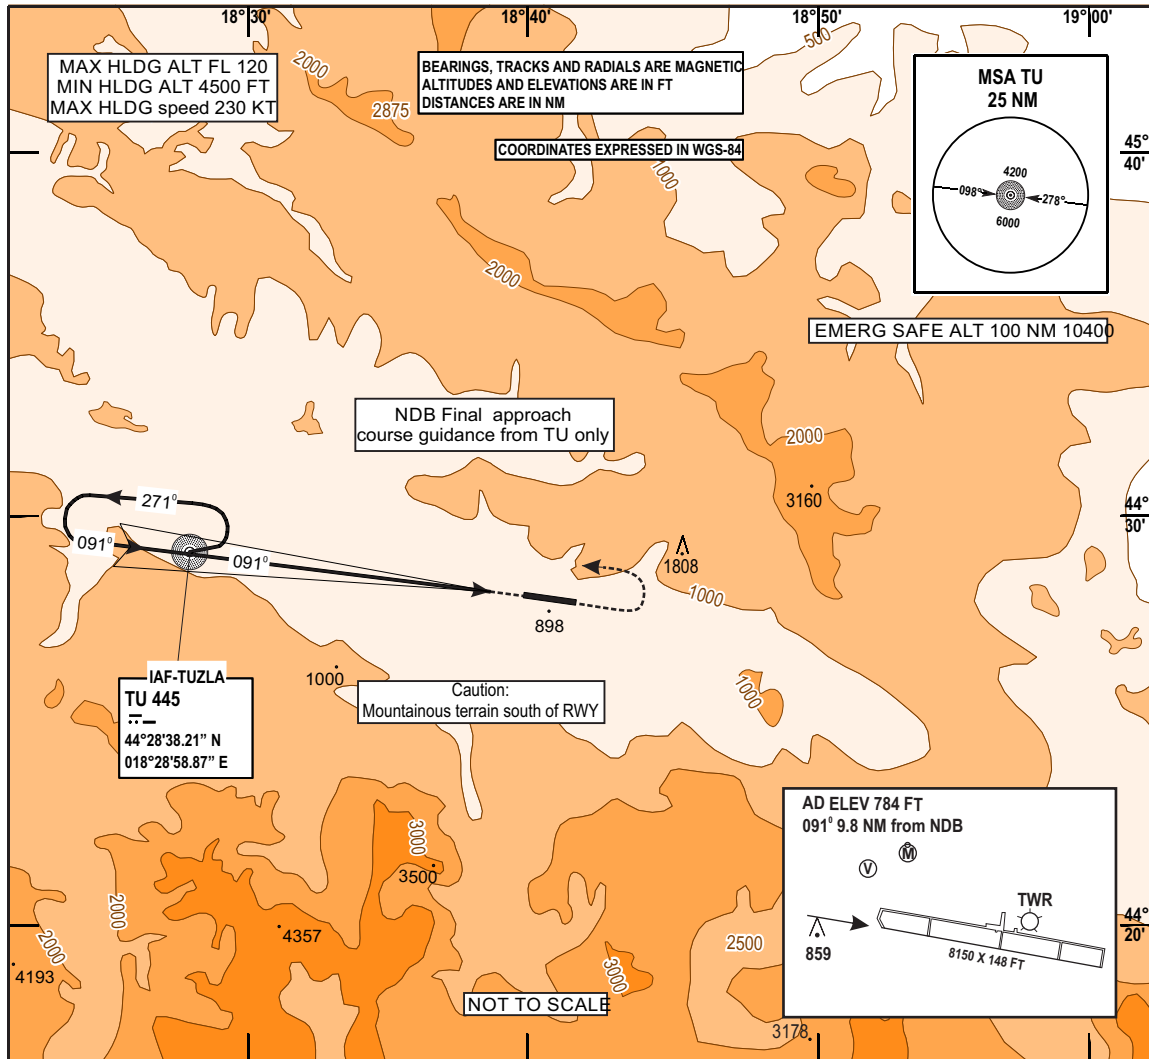 18°30'
18°40'
18°50'
19°00'
MAX HLDG ALT FL 120
MIN HLDG ALT 4500 FT
MAX HLDG speed 230 KT
2000
2875
BEARINGS, TRACKS AND RADIALS ARE MAGNETIC
ALTITUDES AND ELEVATIONS ARE IN FT
DISTANCES ARE IN NM
COORDINATES EXPRESSED IN WGS-84
500
1000
MSA TU
25 NM
4200
098°
278°
6000
45°
40'
2000
EMERG SAFE ALT 100 NM 10400
NDB Final approach
course guidance from TU only
2000
3160
44°
30'
271⁰
091⁰
091⁰
1808
1000
898
IAF-TUZLA
TU 445
44°28'38.21” N
018°28'58.87” E
1000
Caution:
Mountainous terrain south of RWY
1000
3000
3500
2000
2000
4357
4193
2500
3000
3178
NOT TO SCALE
AD ELEV 784 FT
091⁰ 9.8 NM from NDB
V
M
TWR
859
8150 X 148 FT
44°
20'